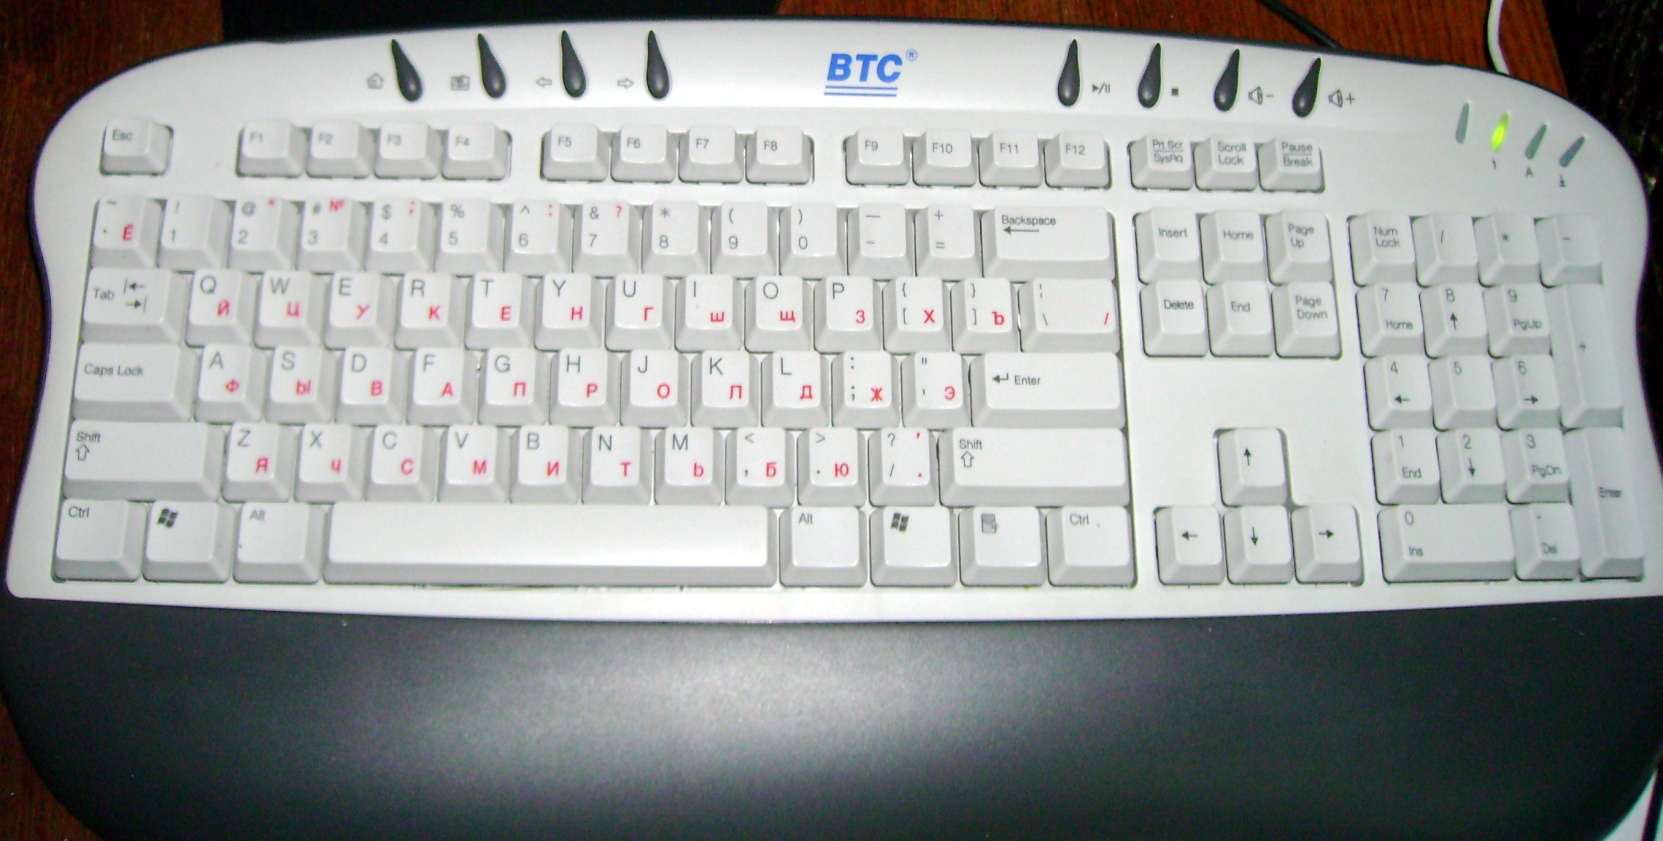 BTC®
Esc F1 F2 F3 F4 F5 F6 F7 F8 F9 F10 F11 F12 Prt Scr SysRq Scroll Lock Pause Break 1 A
~ ` Ё ! 1 @ " 2 # № 3 $ ; 4 % 5 ^ : 6 & ? 7 * 8 ( 9 ) 0 — - + = Backspace Insert Home Page Up Num Lock / * -
Tab Q Й W Ц E У R К T Е Y Н U Г I Ш O Щ P З { [ Х } ] Ъ ¦ \ / Delete End Page Down 7 Home 8 9 PgUp +
Caps Lock A Ф S Ы D В F А G П H Р J О K Л L Д : ; Ж " ' Э Enter 4 5 6
Shift Z Я X Ч C С V М B И N Т M Ь < , Б > . Ю ? / ' . Shift 1 End 2 3 PgDn Enter
Ctrl Alt Alt Ctrl 0 Ins . Del